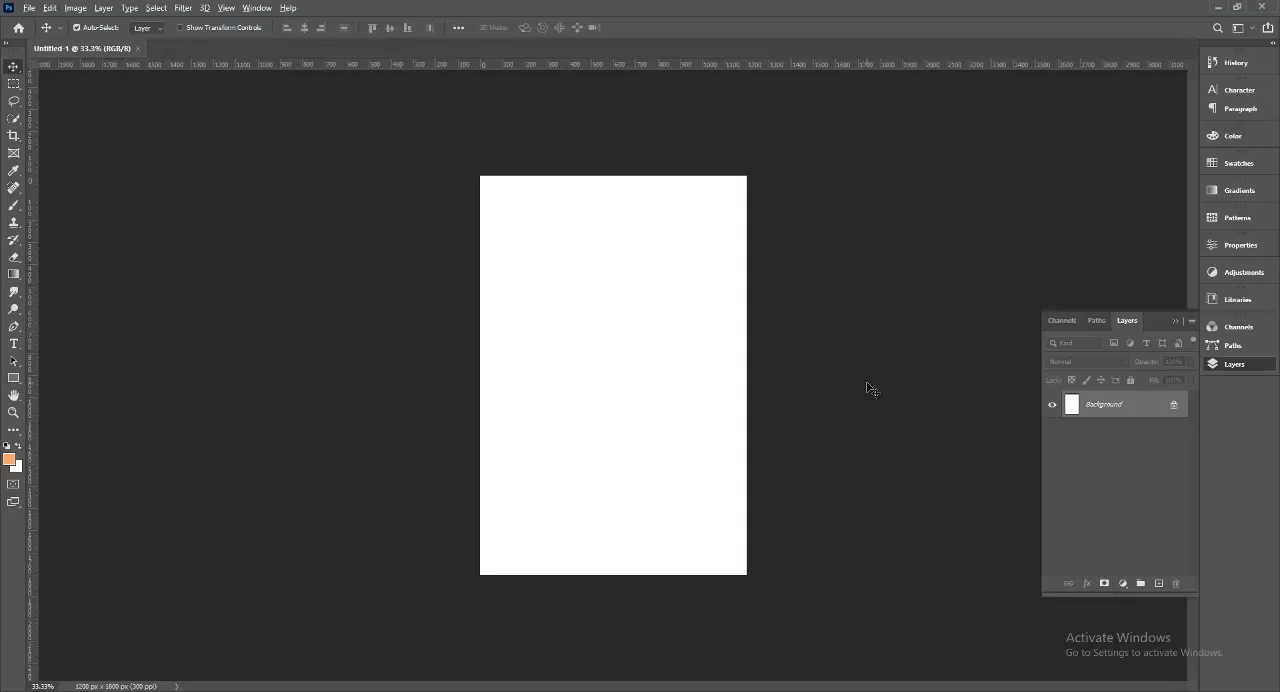 Ps File Edit Image Layer Type Select Filter 3D View Window Help
Auto-Select: Layer Show Transform Controls 3D Mode:
Untitled-1 @ 33.3% (RGB/8)
History
Character
Paragraph
Color
Swatches
Gradients
Patterns
Properties
Adjustments
Libraries
Channels
Paths
Layers
Channels Paths Layers
Kind
Normal Opacity: 100%
Lock: Fill: 100%
Background
Activate Windows
Go to Settings to activate Windows.
33.33% 1200 px x 1800 px (300 ppi)